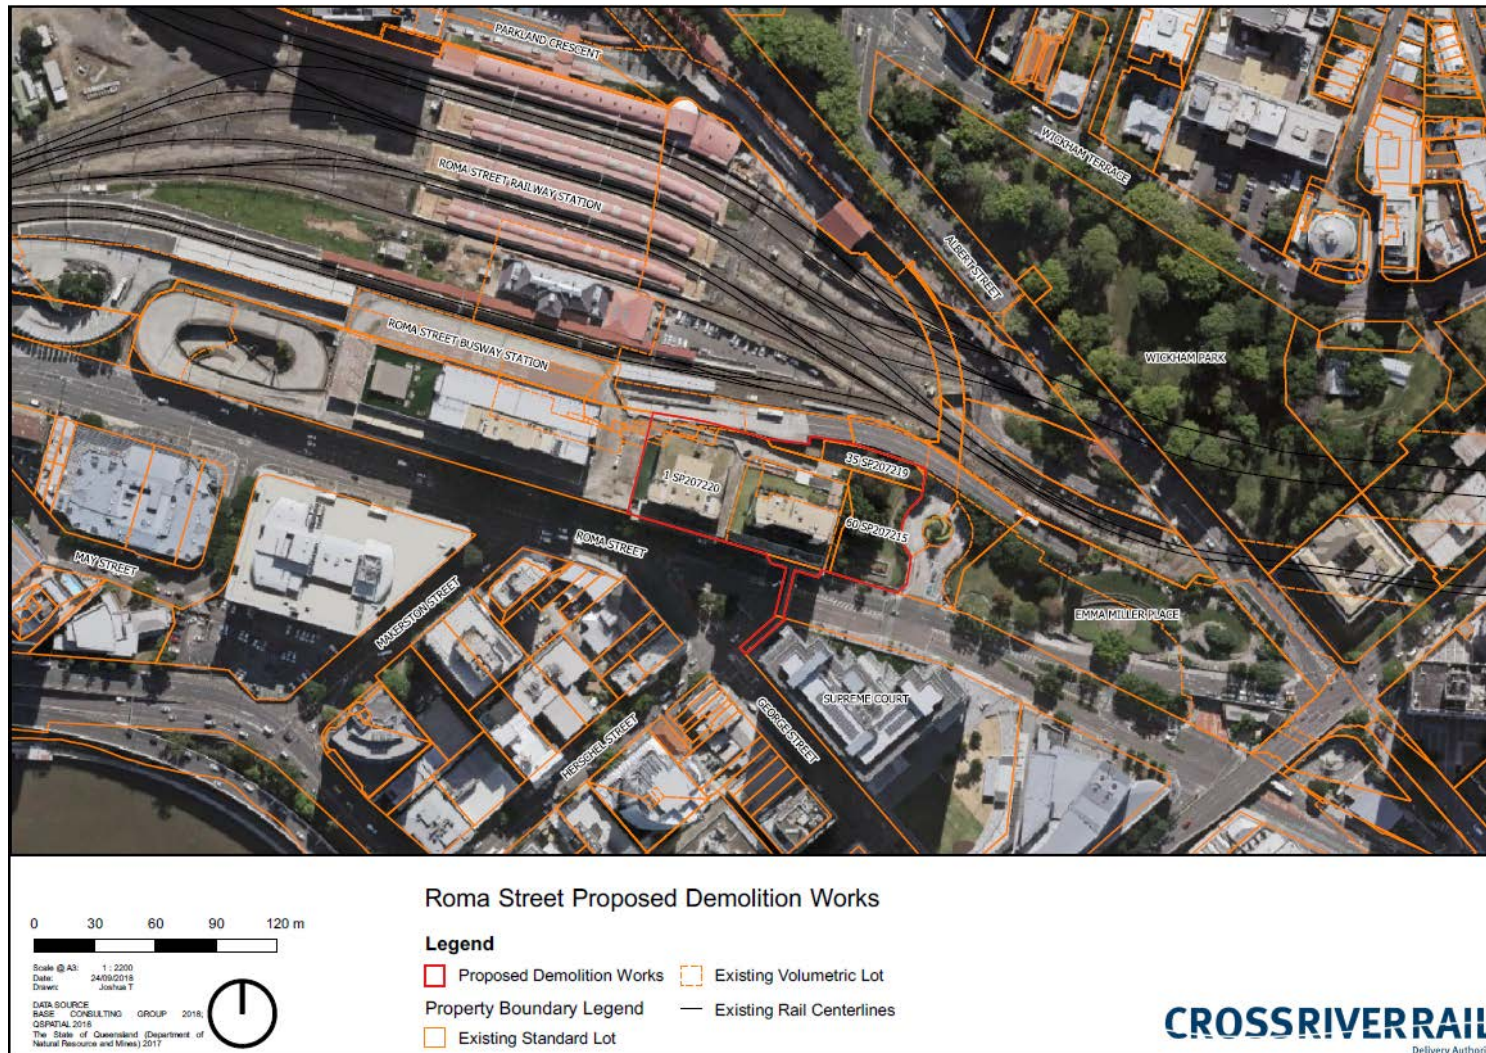 PARKLAND CRESCENT
WICKHAM TERRACE
ROMA STREET RAILWAY STATION
ALBERT STREET
ROMA STREET BUSWAY STATION
WICKHAM PARK
35 SP207219
1 SP207220
60 SP207215
ROMA STREET
MAY STREET
MAKERSTON STREET
EMMA MILLER PLACE
SUPREME COURT
GEORGE STREET
HERSCHEL STREET
Roma Street Proposed Demolition Works
0 30 60 90 120 m
Legend
Proposed Demolition Works
Existing Volumetric Lot
Property Boundary Legend
Existing Rail Centerlines
Existing Standard Lot
Scale @ A3: 1 : 2200
Date: 24/09/2018
Drawn: Joshua T
DATA SOURCE
BASE CONSULTING GROUP 2018;
QSPATIAL 2016
The State of Queensland (Department of
Natural Resource and Mines) 2017
CROSSRIVERRAIL
Delivery Authori